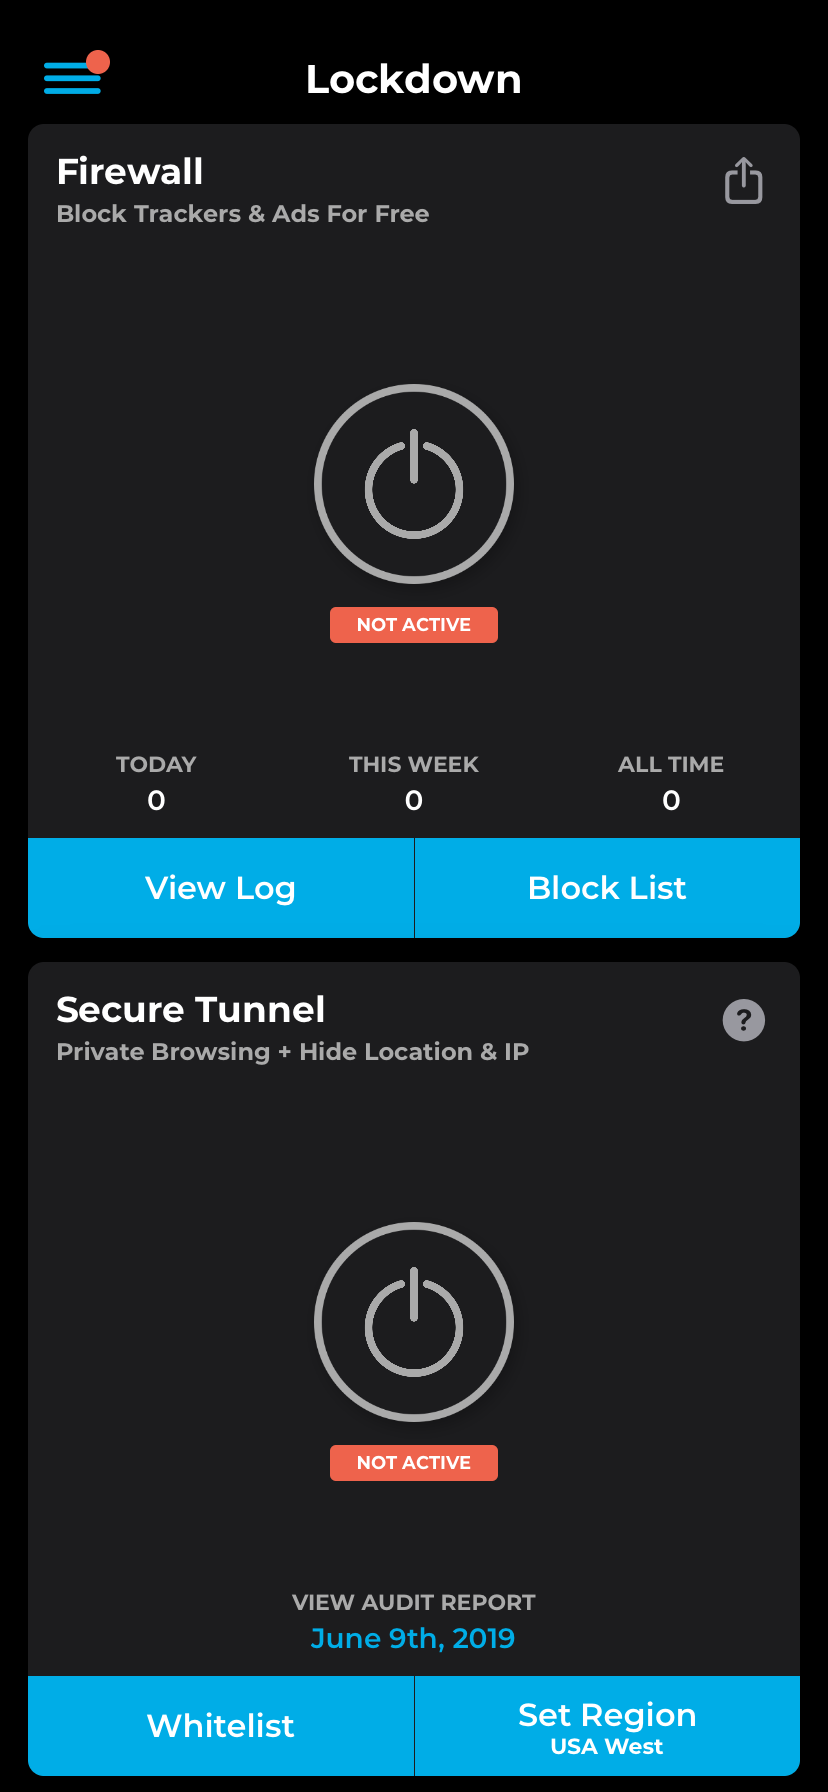 Lockdown
Firewall
Block Trackers & Ads For Free
NOT ACTIVE
TODAY THIS WEEK ALL TIME
0 0 0
View Log Block List
Secure Tunnel
?
Private Browsing + Hide Location & IP
NOT ACTIVE
VIEW AUDIT REPORT
June 9th, 2019
Whitelist
Set Region
USA West